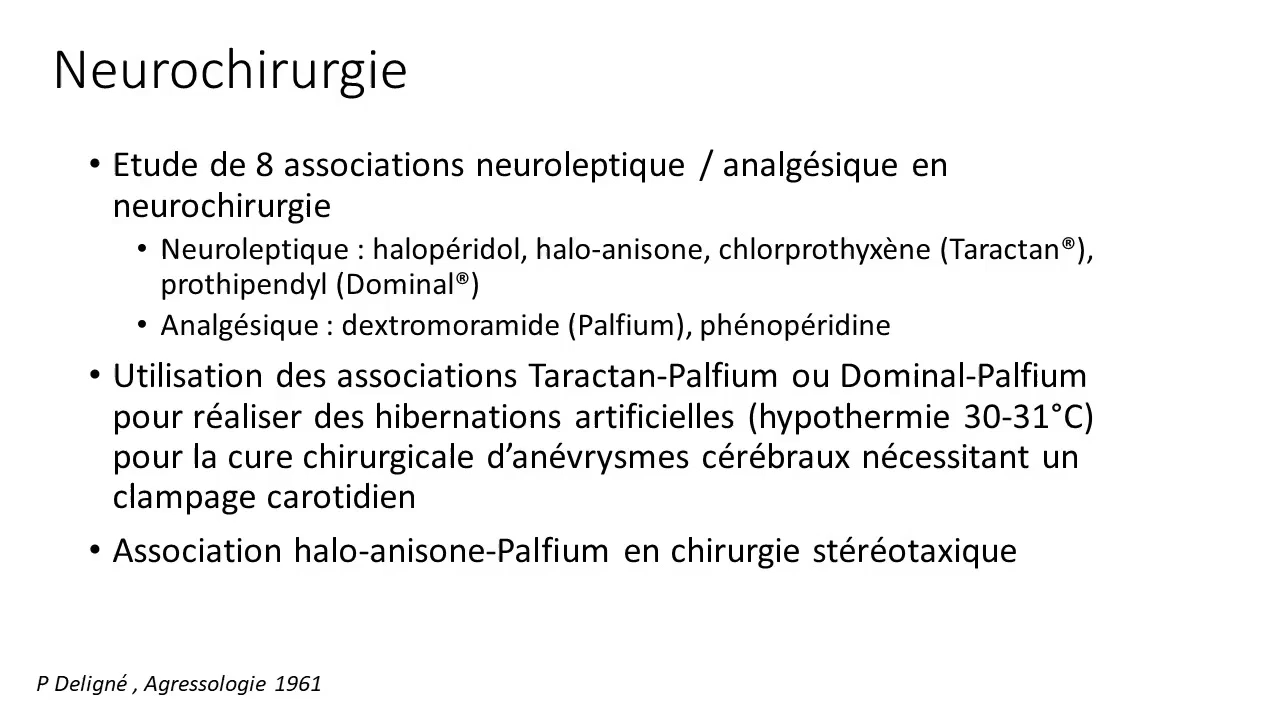 Neurochirurgie
• Etude de 8 associations neuroleptique / analgésique en
neurochirurgie
• Neuroleptique : halopéridol, halo-anisone, chlorprothyxène (Taractan®),
prothipendyl (Dominal®)
• Analgésique : dextromoramide (Palfium), phénopéridine
• Utilisation des associations Taractan-Palfium ou Dominal-Palfium
pour réaliser des hibernations artificielles (hypothermie 30-31°C)
pour la cure chirurgicale d’anévrysmes cérébraux nécessitant un
clampage carotidien
• Association halo-anisone-Palfium en chirurgie stéréotaxique
P Deligné , Agressologie 1961